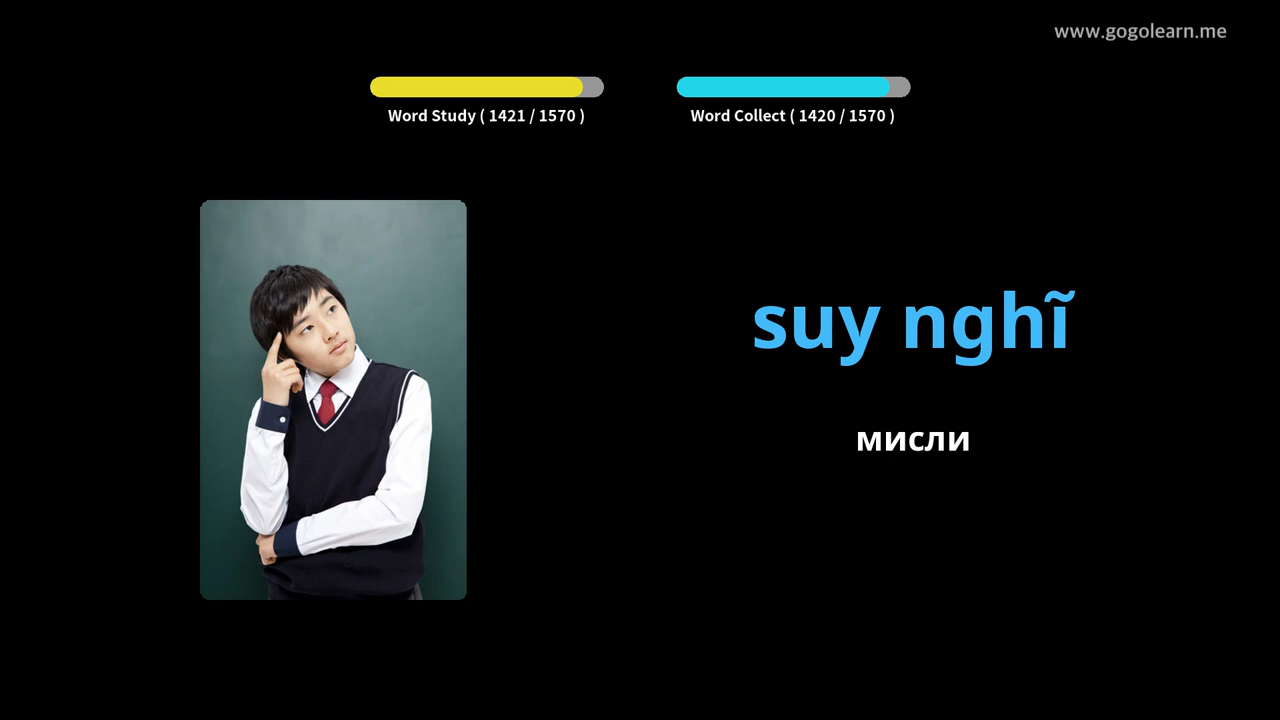 www.gogolearn.me
Word Study ( 1421 / 1570 )
Word Collect ( 1420 / 1570 )
suy nghĩ
мисли